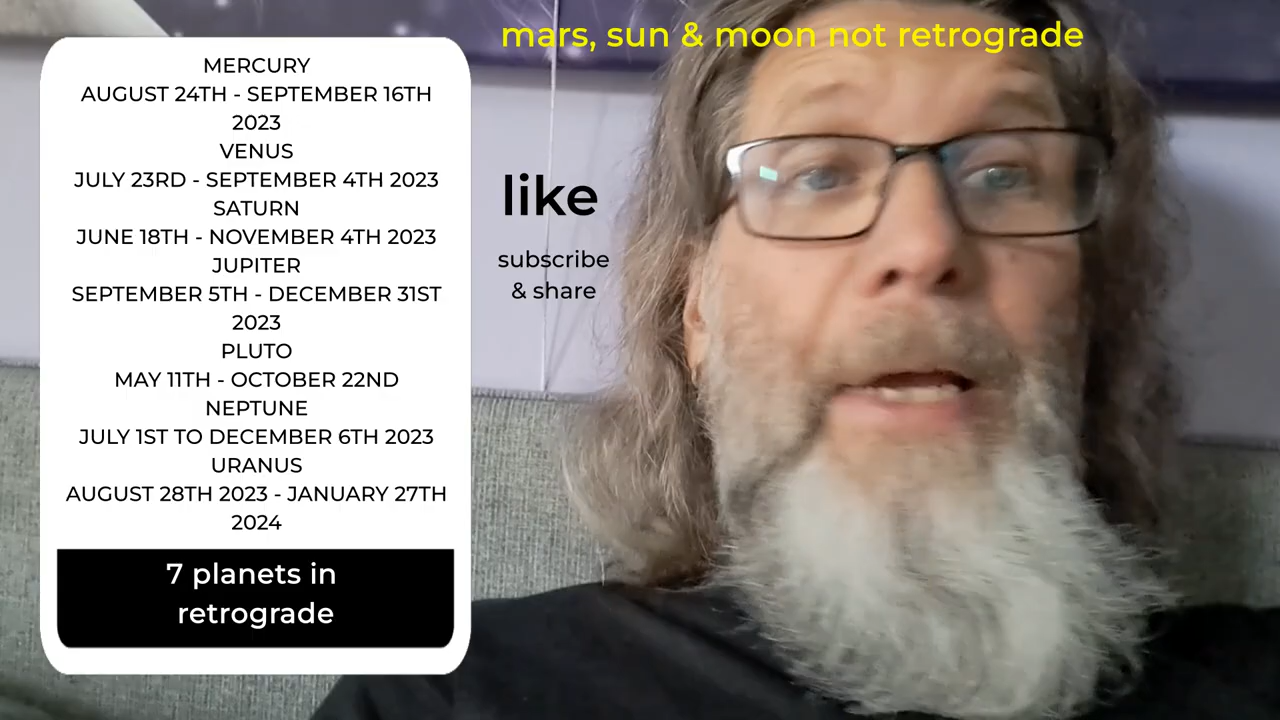 mars, sun & moon not retrograde
MERCURY
AUGUST 24TH - SEPTEMBER 16TH
2023
VENUS
JULY 23RD - SEPTEMBER 4TH 2023
SATURN
JUNE 18TH - NOVEMBER 4TH 2023
JUPITER
SEPTEMBER 5TH - DECEMBER 31ST
2023
PLUTO
MAY 11TH - OCTOBER 22ND
NEPTUNE
JULY 1ST TO DECEMBER 6TH 2023
URANUS
AUGUST 28TH 2023 - JANUARY 27TH
2024
7 planets in
retrograde
like
subscribe
& share